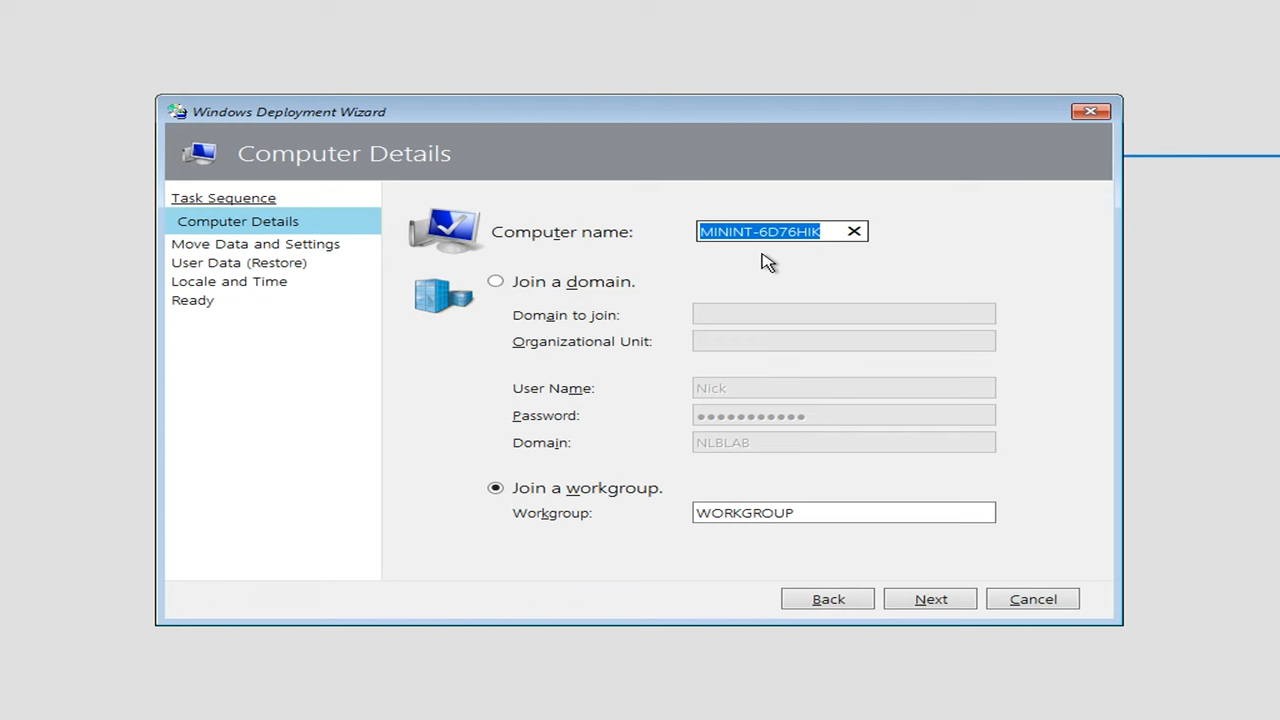 Windows Deployment Wizard
Computer Details
Task Sequence
Computer Details
Move Data and Settings
User Data (Restore)
Locale and Time
Ready
Computer name: MININT-6D76HIK
Join a domain.
Domain to join:
Organizational Unit:
User Name: Nick
Password: ●●●●●●●●●●●
Domain: NLBLAB
Join a workgroup.
Workgroup: WORKGROUP
Back Next Cancel